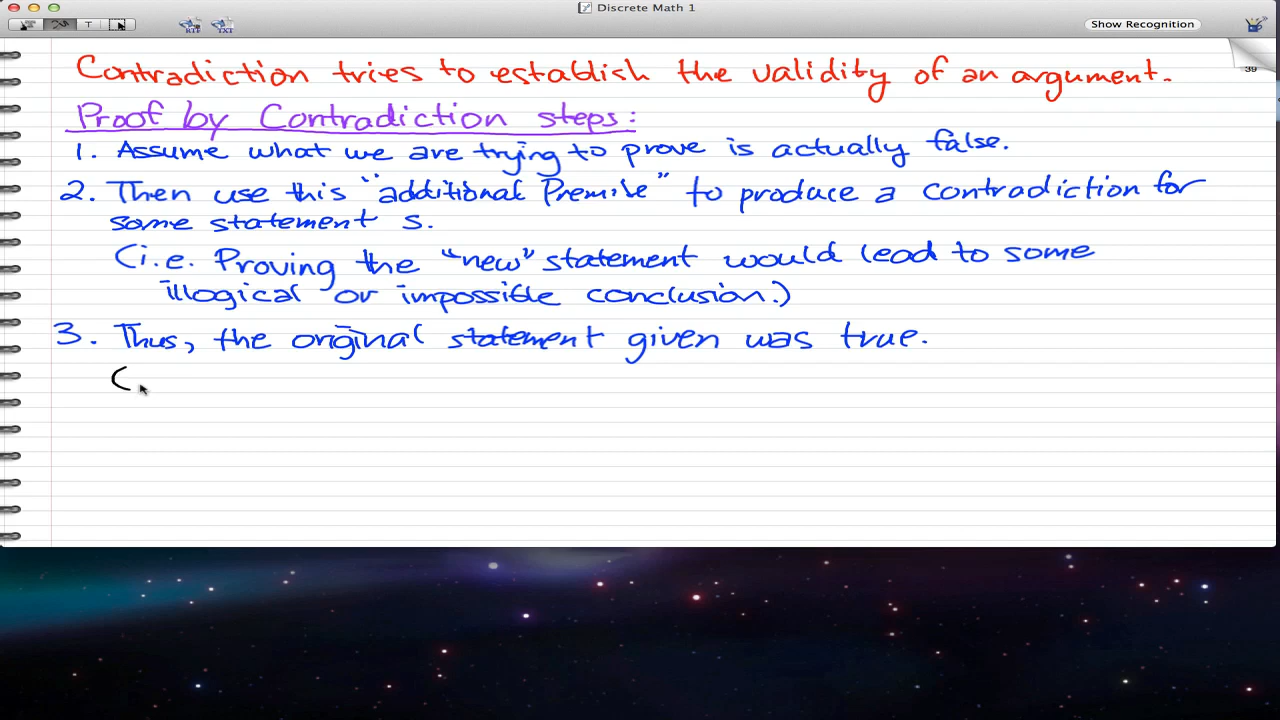 Discrete Math 1
T
RTF
TXT
Show Recognition
39
Contradiction tries to establish the validity of an argument.
Proof by Contradiction steps:
1. Assume what we are trying to prove is actually false.
2. Then use this "additional Premise" to produce a contradiction for
some statement s.
(i.e. Proving the "new" statement would lead to some
illogical or impossible conclusion.)
3. Thus, the original statement given was true.
(